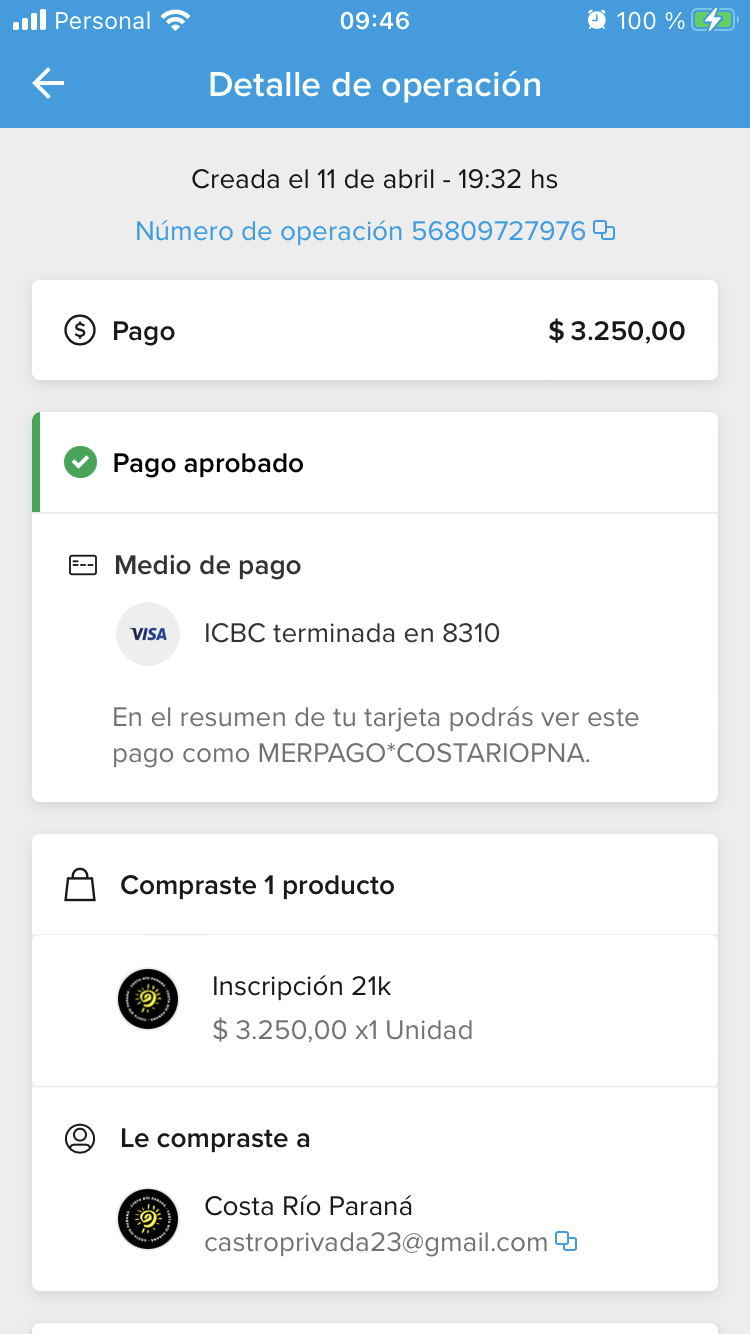 Personal 09:46 100 %
Detalle de operación
Creada el 11 de abril - 19:32 hs
Número de operación 56809727976
Pago $ 3.250,00
Pago aprobado
Medio de pago
VISA ICBC terminada en 8310
En el resumen de tu tarjeta podrás ver este
pago como MERPAGO*COSTARIOPNA.
Compraste 1 producto
Inscripción 21k
$ 3.250,00 x1 Unidad
Le compraste a
Costa Río Paraná
castroprivada23@gmail.com